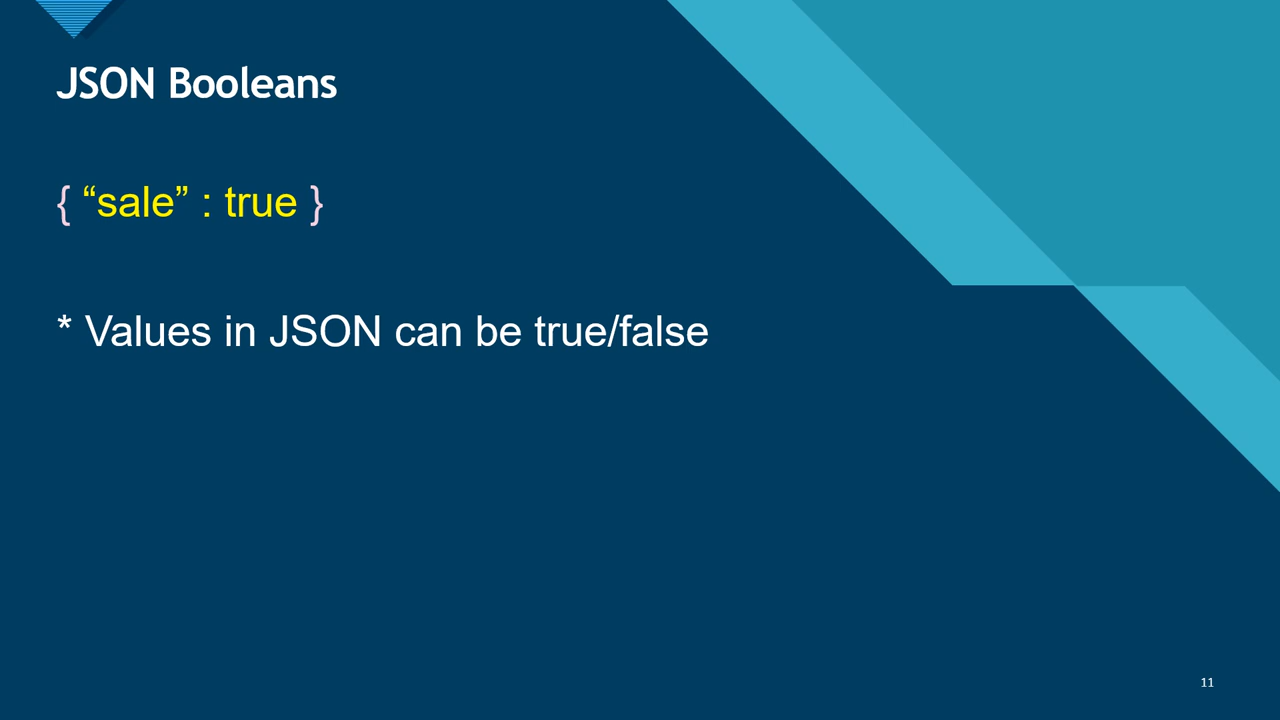 JSON Booleans
{ “sale” : true }
* Values in JSON can be true/false
11